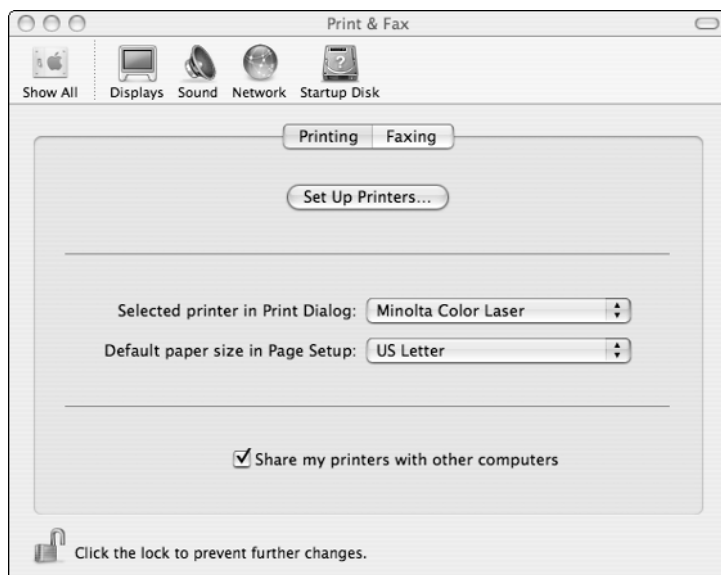 Print & Fax
Show All
Displays
Sound
Network
Startup Disk
Printing
Faxing
Set Up Printers...
Selected printer in Print Dialog: Minolta Color Laser
Default paper size in Page Setup: US Letter
Share my printers with other computers
Click the lock to prevent further changes.